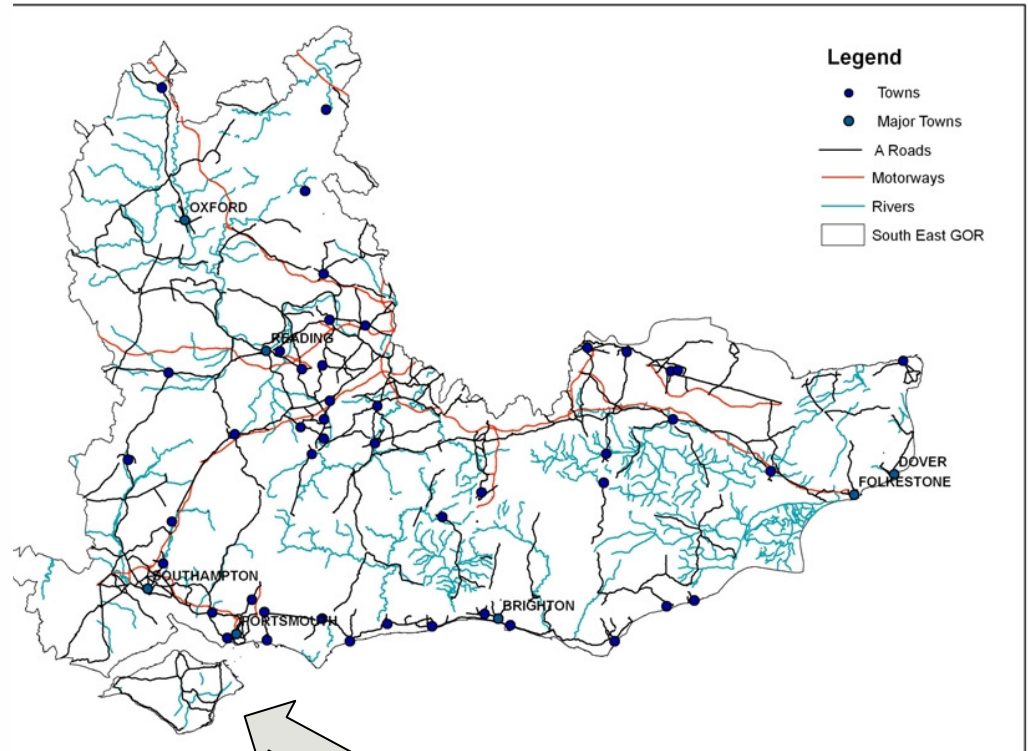 Legend
Towns
Major Towns
A Roads
Motorways
Rivers
South East GOR
OXFORD
READING
DOVER
FOLKESTONE
SOUTHAMPTON
BRIGHTON
PORTSMOUTH